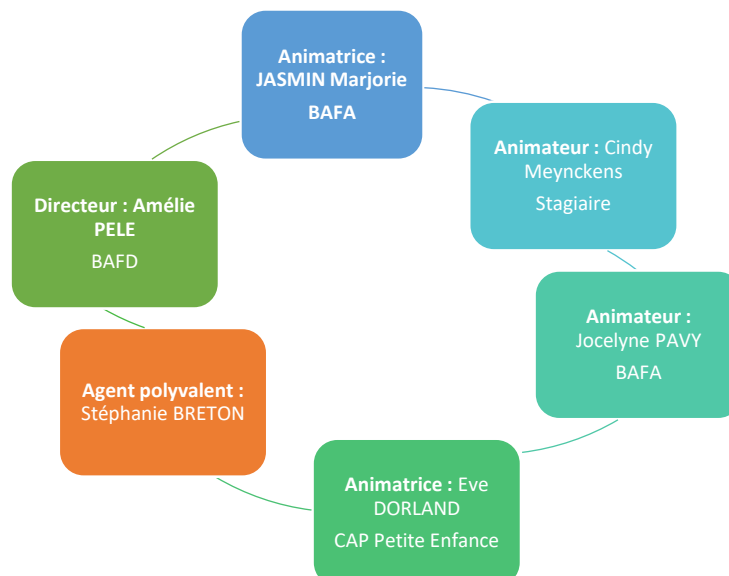 Animatrice :
JASMIN Marjorie
BAFA
Animateur : Cindy
Meynckens
Stagiaire
Directeur : Amélie
PELE
BAFD
Animateur :
Jocelyne PAVY
BAFA
Agent polyvalent :
Stéphanie BRETON
Animatrice : Eve
DORLAND
CAP Petite Enfance